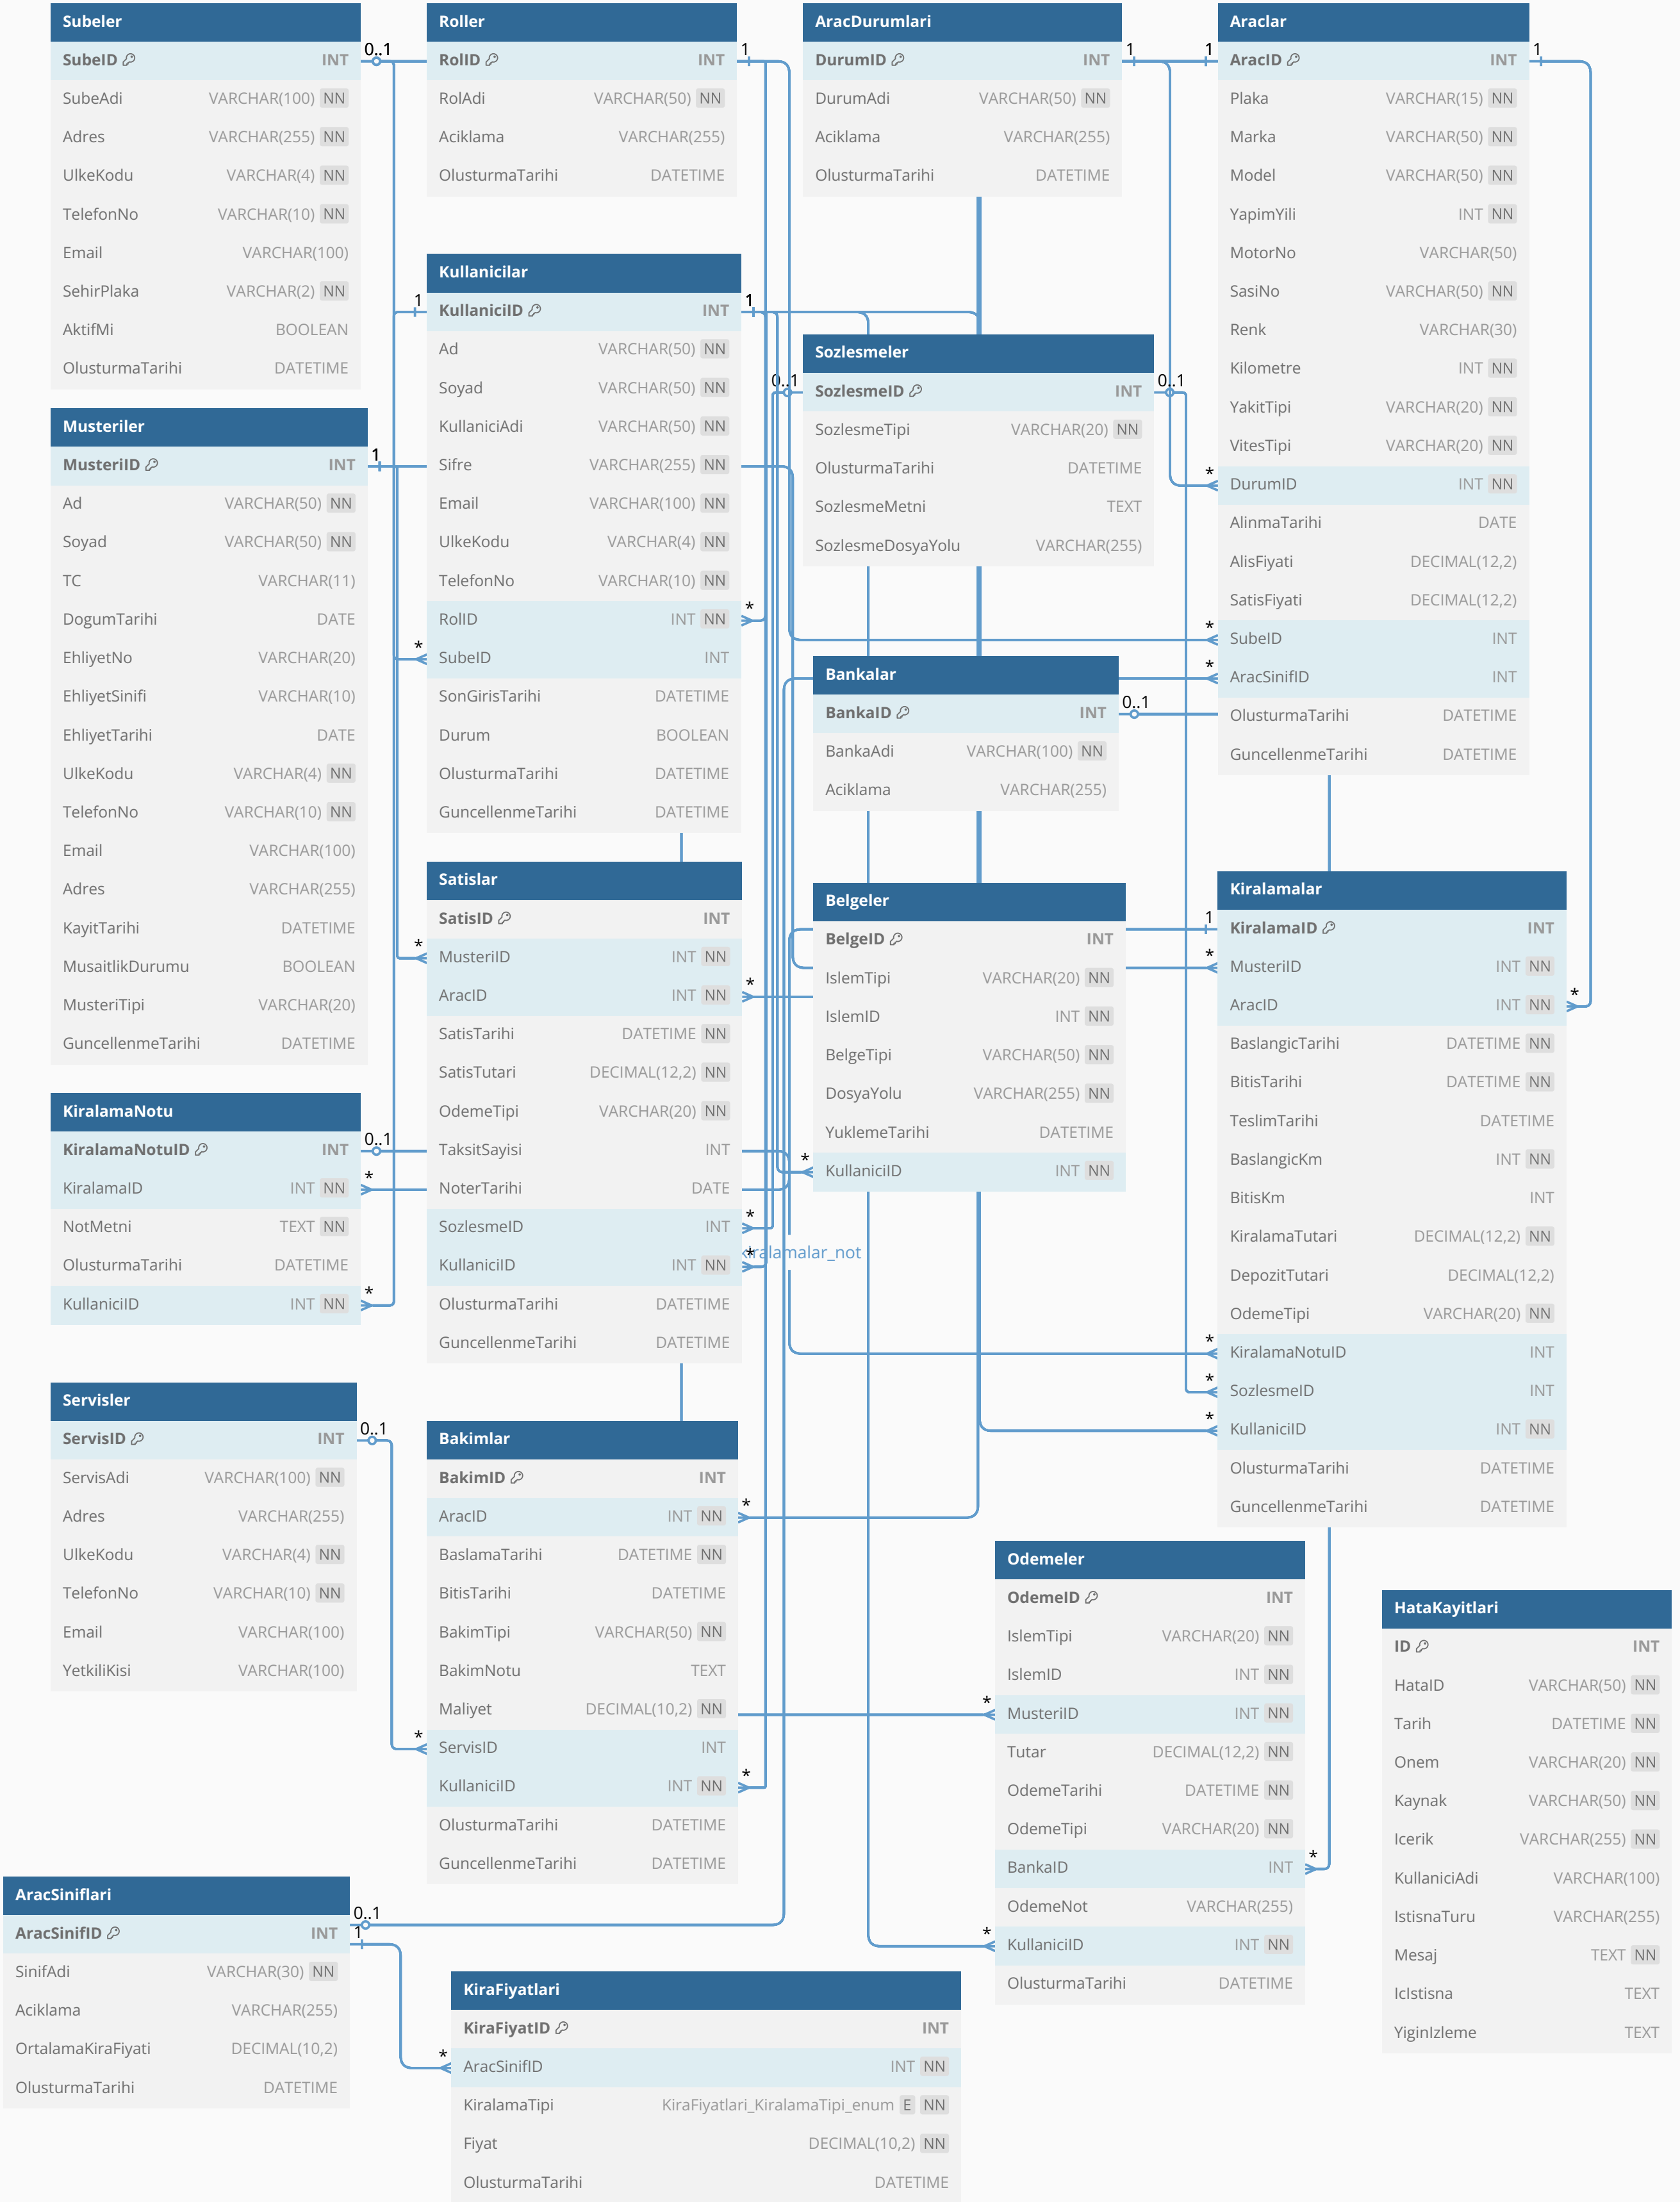 Subeler
SubeID INT
SubeAdi VARCHAR(100) NN
Adres VARCHAR(255) NN
UlkeKodu VARCHAR(4) NN
TelefonNo VARCHAR(10) NN
Email VARCHAR(100)
SehirPlaka VARCHAR(2) NN
AktifMi BOOLEAN
OlusturmaTarihi DATETIME
0..1
Roller
RolID INT
RolAdi VARCHAR(50) NN
Aciklama VARCHAR(255)
OlusturmaTarihi DATETIME
1
AracDurumlari
DurumID INT
DurumAdi VARCHAR(50) NN
Aciklama VARCHAR(255)
OlusturmaTarihi DATETIME
1
1
Araclar
AracID INT
Plaka VARCHAR(15) NN
Marka VARCHAR(50) NN
Model VARCHAR(50) NN
YapimYili INT NN
MotorNo VARCHAR(50)
SasiNo VARCHAR(50) NN
Renk VARCHAR(30)
Kilometre INT NN
YakitTipi VARCHAR(20) NN
VitesTipi VARCHAR(20) NN
* DurumID INT NN
AlinmaTarihi DATE
AlisFiyati DECIMAL(12,2)
SatisFiyati DECIMAL(12,2)
* SubeID INT
* AracSinifID INT
OlusturmaTarihi DATETIME
GuncellenmeTarihi DATETIME
1
Kullanicilar
1 KullaniciID INT 1
Ad VARCHAR(50) NN
Soyad VARCHAR(50) NN
KullaniciAdi VARCHAR(50) NN
Sifre VARCHAR(255) NN
Email VARCHAR(100) NN
UlkeKodu VARCHAR(4) NN
TelefonNo VARCHAR(10) NN
RolID INT NN *
* SubeID INT
SonGirisTarihi DATETIME
Durum BOOLEAN
OlusturmaTarihi DATETIME
GuncellenmeTarihi DATETIME
Sozlesmeler
0..1 SozlesmeID INT 0..1
SozlesmeTipi VARCHAR(20) NN
OlusturmaTarihi DATETIME
SozlesmeMetni TEXT
SozlesmeDosyaYolu VARCHAR(255)
Musteriler
MusteriID INT 1
Ad VARCHAR(50) NN
Soyad VARCHAR(50) NN
TC VARCHAR(11)
DogumTarihi DATE
EhliyetNo VARCHAR(20)
EhliyetSinifi VARCHAR(10)
EhliyetTarihi DATE
UlkeKodu VARCHAR(4) NN
TelefonNo VARCHAR(10) NN
Email VARCHAR(100)
Adres VARCHAR(255)
KayitTarihi DATETIME
MusaitlikDurumu BOOLEAN
MusteriTipi VARCHAR(20)
GuncellenmeTarihi DATETIME
Bankalar
BankaID INT 0..1
BankaAdi VARCHAR(100) NN
Aciklama VARCHAR(255)
Satislar
SatisID INT
* MusteriID INT NN
AracID INT NN *
SatisTarihi DATETIME NN
SatisTutari DECIMAL(12,2) NN
OdemeTipi VARCHAR(20) NN
TaksitSayisi INT
NoterTarihi DATE
SozlesmeID INT *
KullaniciID INT NN *
OlusturmaTarihi DATETIME
GuncellenmeTarihi DATETIME
kiralamalar_not
Belgeler
BelgeID INT
IslemTipi VARCHAR(20) NN
IslemID INT NN
BelgeTipi VARCHAR(50) NN
DosyaYolu VARCHAR(255) NN
YuklemeTarihi DATETIME
* KullaniciID INT NN
Kiralamalar
1 KiralamaID INT
* MusteriID INT NN
AracID INT NN *
BaslangicTarihi DATETIME NN
BitisTarihi DATETIME NN
TeslimTarihi DATETIME
BaslangicKm INT NN
BitisKm INT
KiralamaTutari DECIMAL(12,2) NN
DepozitTutari DECIMAL(12,2)
OdemeTipi VARCHAR(20) NN
* KiralamaNotuID INT
* SozlesmeID INT
* KullaniciID INT NN
OlusturmaTarihi DATETIME
GuncellenmeTarihi DATETIME
KiralamaNotu
KiralamaNotuID INT 0..1
KiralamaID INT NN *
NotMetni TEXT NN
OlusturmaTarihi DATETIME
KullaniciID INT NN *
Servisler
ServisID INT 0..1
ServisAdi VARCHAR(100) NN
Adres VARCHAR(255)
UlkeKodu VARCHAR(4) NN
TelefonNo VARCHAR(10) NN
Email VARCHAR(100)
YetkiliKisi VARCHAR(100)
Bakimlar
BakimID INT
AracID INT NN *
BaslamaTarihi DATETIME NN
BitisTarihi DATETIME
BakimTipi VARCHAR(50) NN
BakimNotu TEXT
Maliyet DECIMAL(10,2) NN
* ServisID INT
KullaniciID INT NN *
OlusturmaTarihi DATETIME
GuncellenmeTarihi DATETIME
Odemeler
OdemeID INT
IslemTipi VARCHAR(20) NN
IslemID INT NN
* MusteriID INT NN
Tutar DECIMAL(12,2) NN
OdemeTarihi DATETIME NN
OdemeTipi VARCHAR(20) NN
BankaID INT *
OdemeNot VARCHAR(255)
* KullaniciID INT NN
OlusturmaTarihi DATETIME
HataKayitlari
ID INT
HataID VARCHAR(50) NN
Tarih DATETIME NN
Onem VARCHAR(20) NN
Kaynak VARCHAR(50) NN
Icerik VARCHAR(255) NN
KullaniciAdi VARCHAR(100)
IstisnaTuru VARCHAR(255)
Mesaj TEXT NN
IcIstisna TEXT
YiginIzleme TEXT
AracSiniflari
AracSinifID INT 0..1
1
SinifAdi VARCHAR(30) NN
Aciklama VARCHAR(255)
OrtalamaKiraFiyati DECIMAL(10,2)
OlusturmaTarihi DATETIME
KiraFiyatlari
KiraFiyatID INT
* AracSinifID INT NN
KiralamaTipi KiraFiyatlari_KiralamaTipi_enum E NN
Fiyat DECIMAL(10,2) NN
OlusturmaTarihi DATETIME